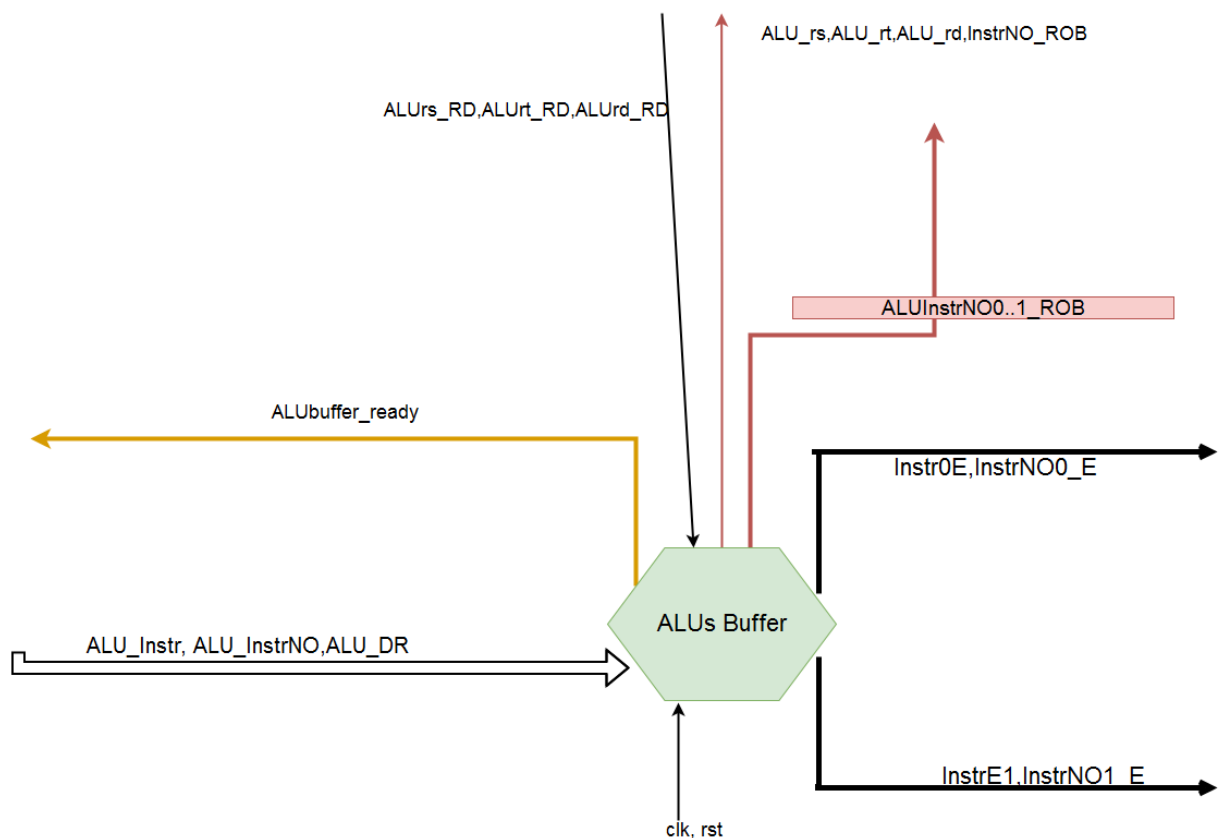 ALU_rs,ALU_rt,ALU_rd,InstrNO_ROB
ALUrs_RD,ALUrt_RD,ALUrd_RD
ALUInstrNO0..1_ROB
ALUbuffer_ready
Instr0E,InstrNO0_E
ALUs Buffer
ALU_Instr, ALU_InstrNO,ALU_DR
InstrE1,InstrNO1_E
clk, rst